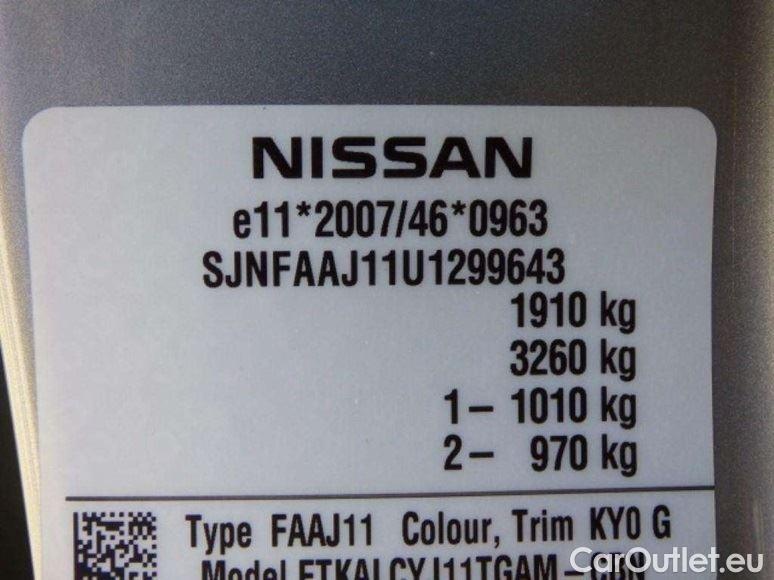 NISSAN
e11*2007/46*0963
SJNFAAJ11U1299643
1910 kg
3260 kg
1– 1010 kg
2– 970 kg
Type FAAJ11 Colour, Trim KY0 G
Model
CarOutlet.eu